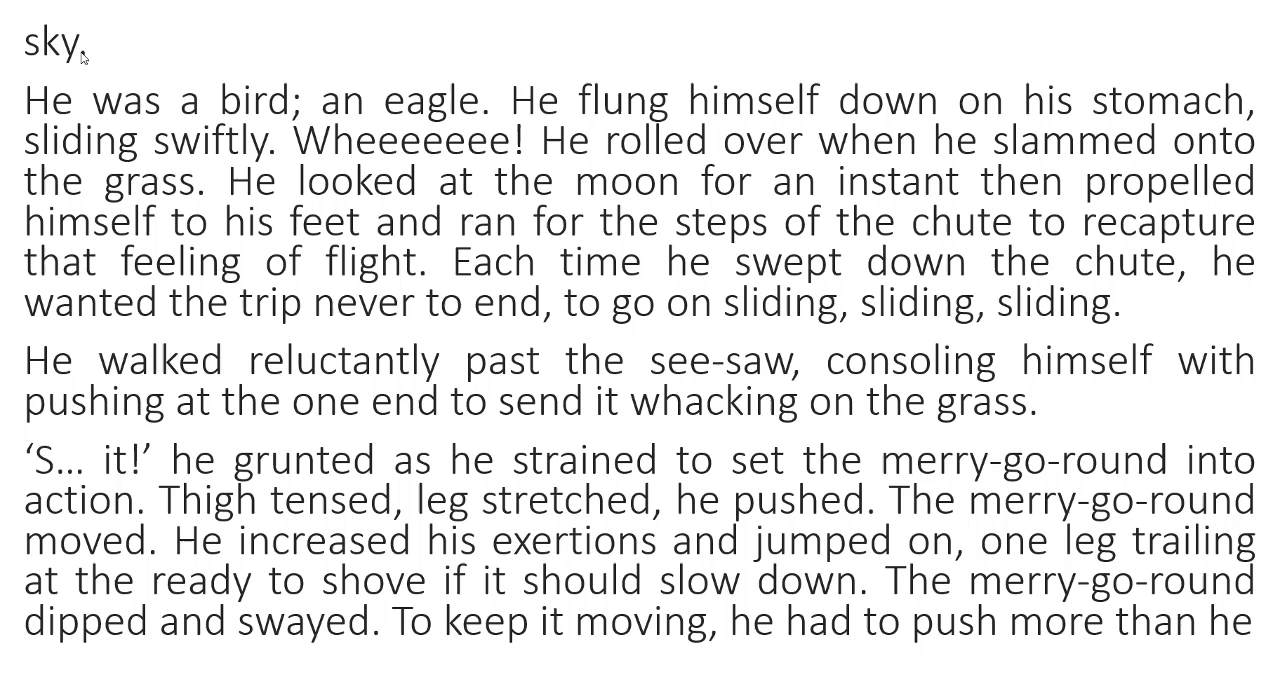 sky.
He was a bird; an eagle. He flung himself down on his stomach,
sliding swiftly. Wheeeeeeee! He rolled over when he slammed onto
the grass. He looked at the moon for an instant then propelled
himself to his feet and ran for the steps of the chute to recapture
that feeling of flight. Each time he swept down the chute, he
wanted the trip never to end, to go on sliding, sliding, sliding.
He walked reluctantly past the see-saw, consoling himself with
pushing at the one end to send it whacking on the grass.
‘S... it!’ he grunted as he strained to set the merry-go-round into
action. Thigh tensed, leg stretched, he pushed. The merry-go-round
moved. He increased his exertions and jumped on, one leg trailing
at the ready to shove if it should slow down. The merry-go-round
dipped and swayed. To keep it moving, he had to push more than he